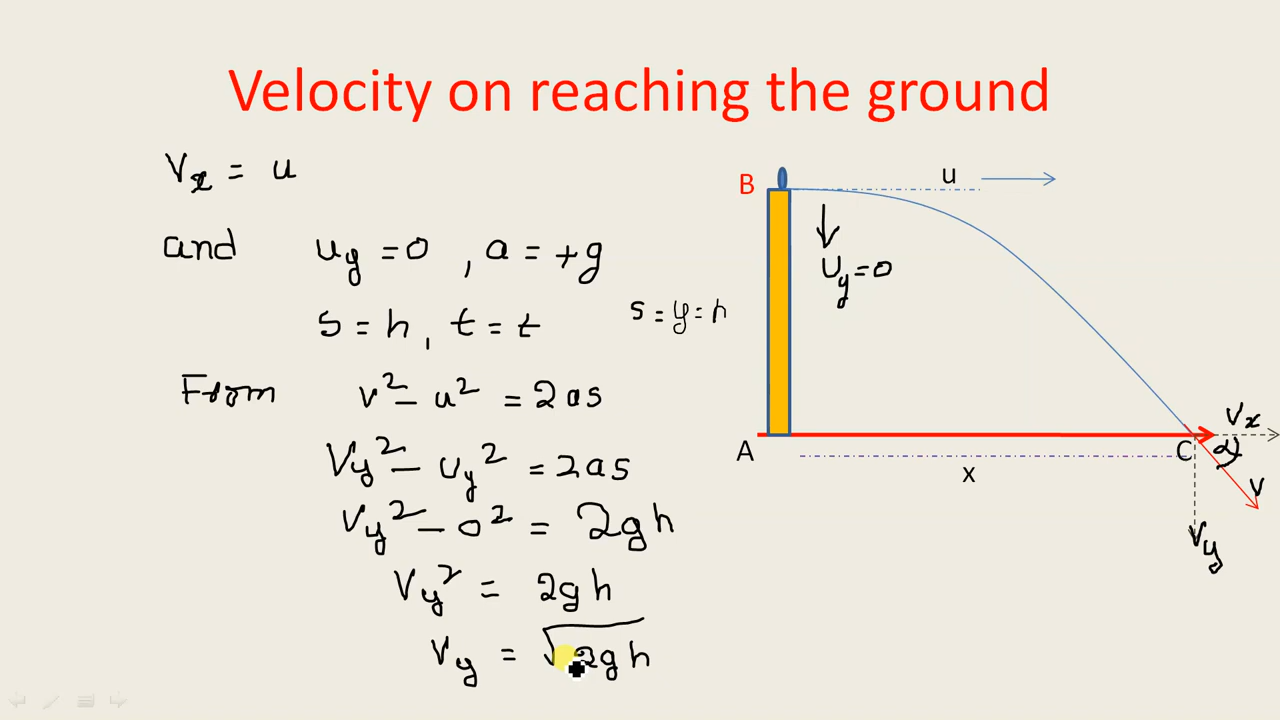 Velocity on reaching the ground
Vx = u
and uy = 0 , a = +g
s = h , t = t
s = y = h
From v² - u² = 2as
Vy² - uy² = 2as
Vy² - 0² = 2gh
Vy² = 2gh
Vy = √2gh
B
u
Uy = 0
A
x
C
Vx
α
V
Vy